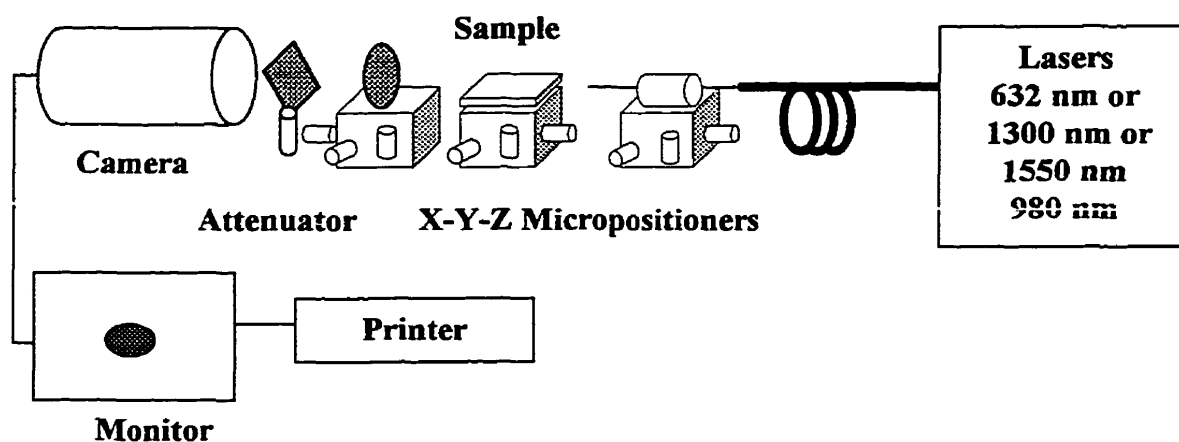 Sample
Lasers
632 nm or
1300 nm or
1550 nm
980 nm
Camera
Attenuator
X-Y-Z Micropositioners
Printer
Monitor